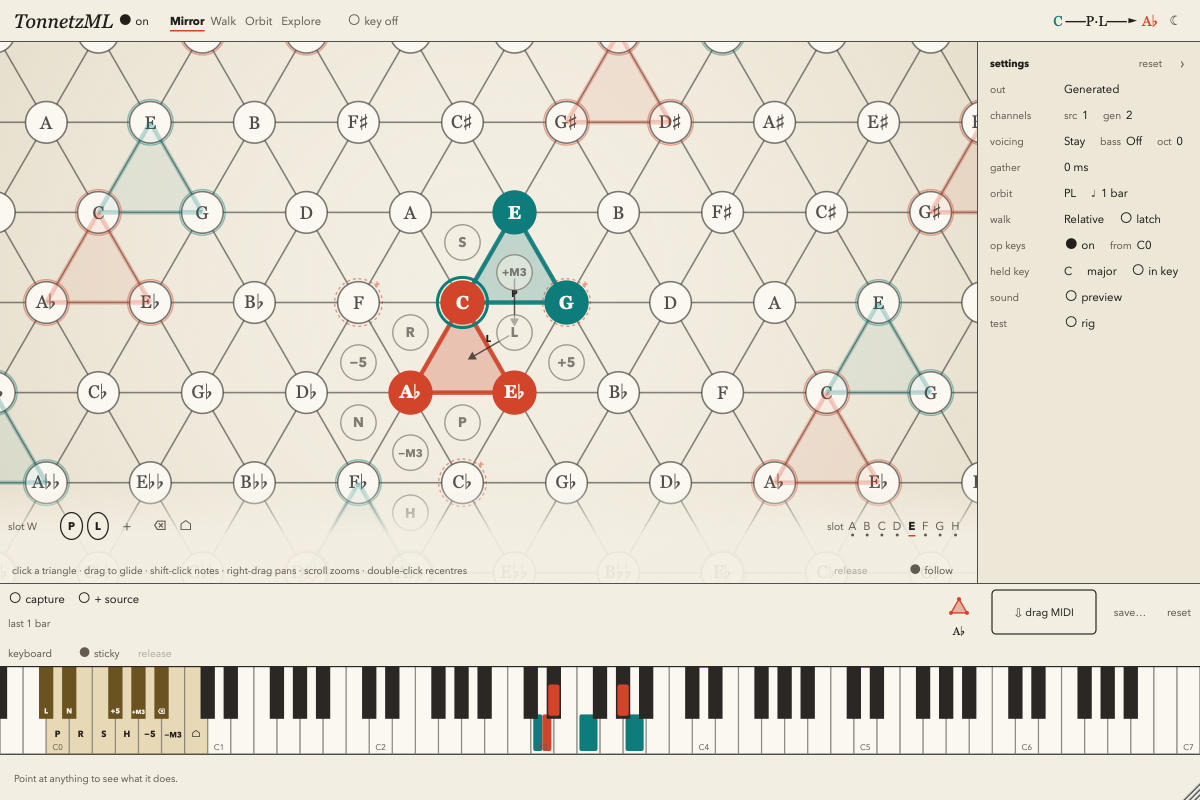 TonnetzML on Mirror Walk Orbit Explore key off C P·L A♭
settings reset ›
out Generated
channels src 1 gen 2
voicing Stay bass Off oct 0
gather 0 ms
orbit PL ♩ 1 bar
walk Relative latch
op keys on from C0
held key C major in key
sound preview
test rig
A E B F♯ C♯ G♯ D♯ A♯ E♯
C G D A E B F♯ C♯ G♯
S
+M3
P
A♭ E♭ B♭ F C G D A E
R L
L
−5 +5
C♭ G♭ D♭ A♭ E♭ B♭ F C G
N P
−M3
A♭♭ E♭♭ B♭♭ F♭ C♭ G♭ D♭ A♭ E♭
H
slot W P L + slot A B C D E F G H
click a triangle · drag to glide · shift-click notes · right-drag pans · scroll zooms · double-click recentres release follow
E♭♭ B♭♭ F♭ C♭ G♭
capture + source
last 1 bar
A♭
⇩ drag MIDI save… reset
keyboard sticky release
L N +5 +M3
P R S H −5 −M3
C0 C1 C2 C4 C5 C6 C7
Point at anything to see what it does.